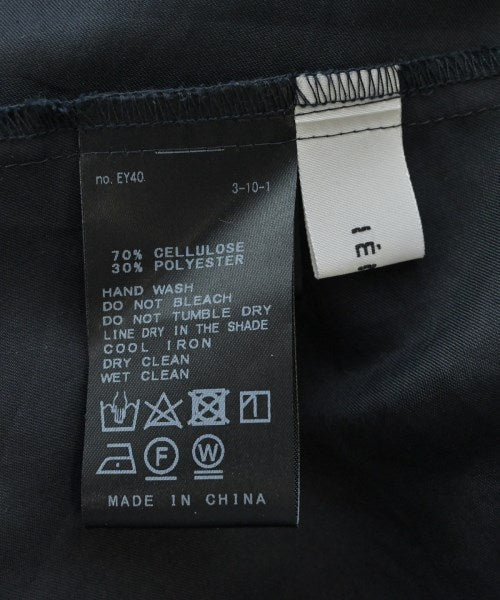 no. EY40
3-10-1
70% CELLULOSE
30% POLYESTER
HAND WASH
DO NOT BLEACH
DO NOT TUMBLE DRY
LINE DRY IN THE SHADE
COOL IRON
DRY CLEAN
WET CLEAN
F W
MADE IN CHINA